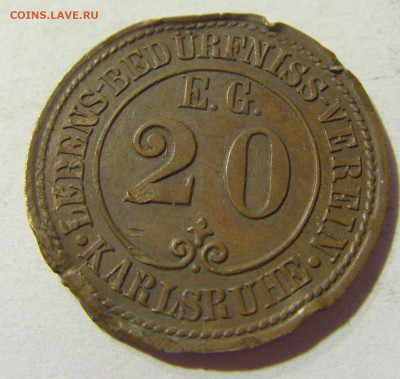 COINS.LAVE.RU
LEBENS-BEDÜRFNISS-VEREIN
E. G.
20
·KARLSRUHE·